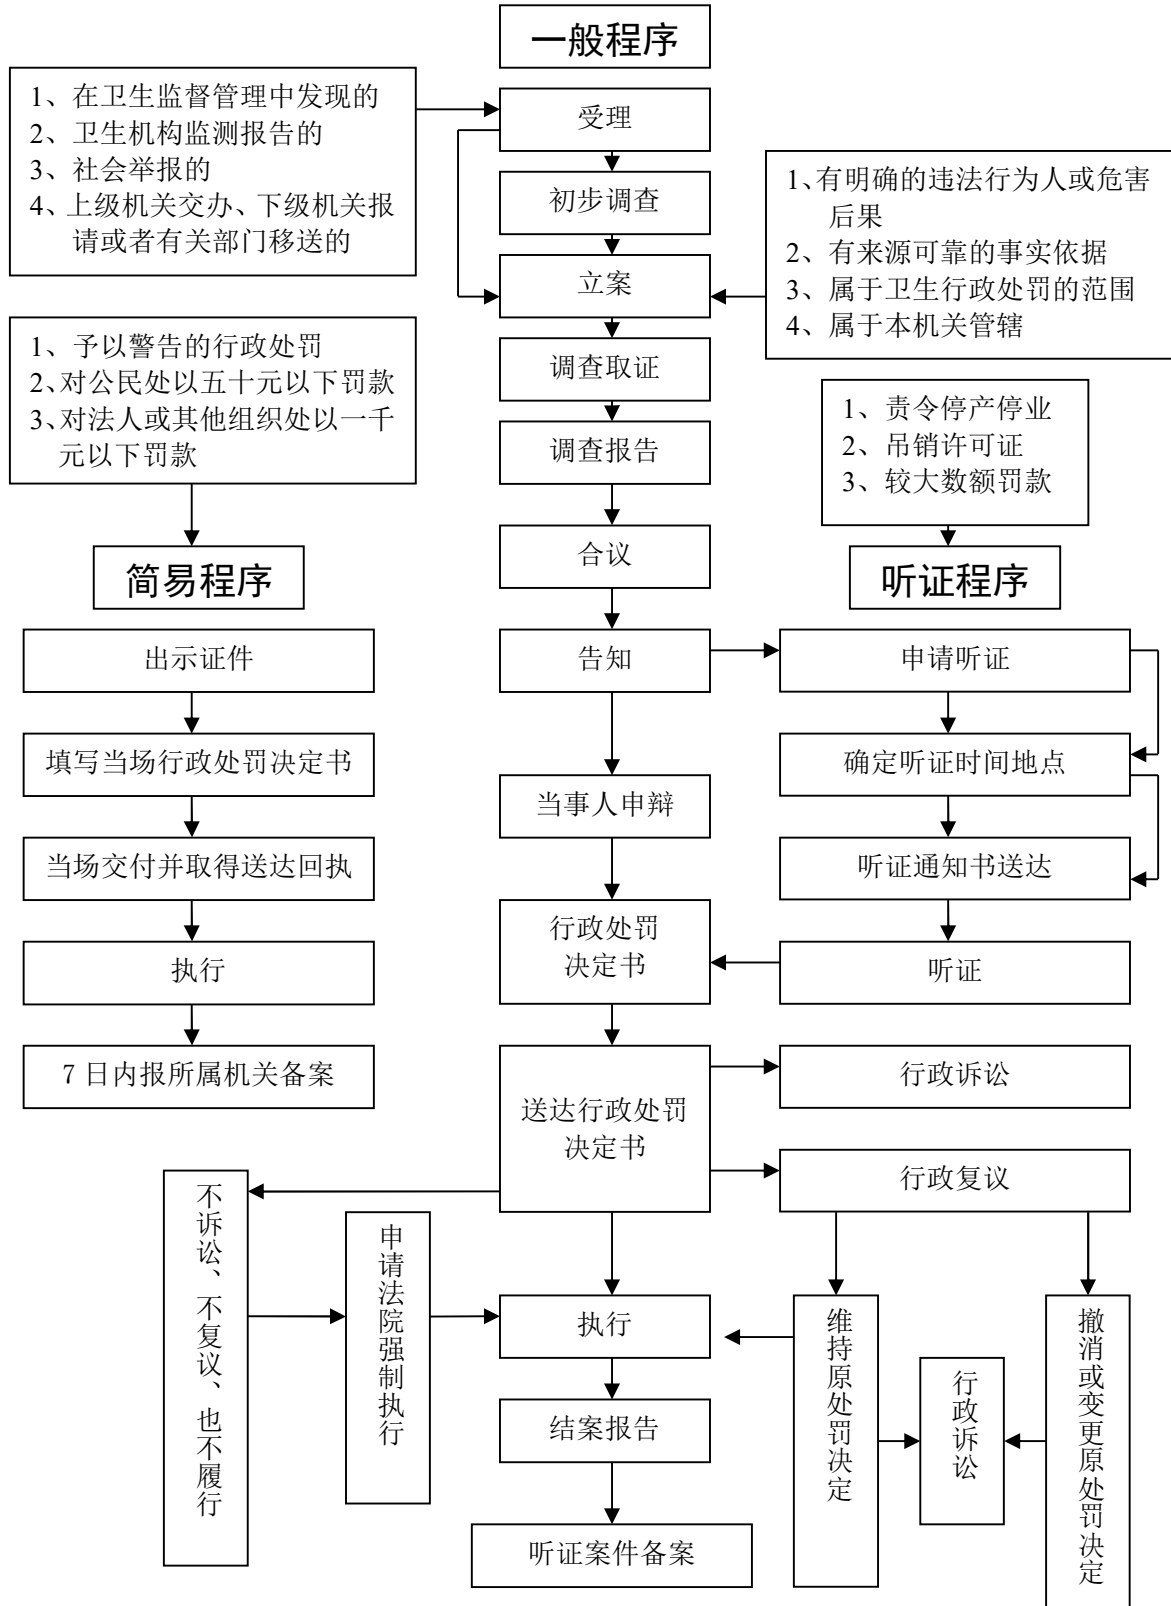 一般程序
1、在卫生监督管理中发现的
2、卫生机构监测报告的
3、社会举报的
4、上级机关交办、下级机关报
请或者有关部门移送的
受理
初步调查
立案
1、有明确的违法行为人或危害
后果
2、有来源可靠的事实依据
3、属于卫生行政处罚的范围
4、属于本机关管辖
1、予以警告的行政处罚
2、对公民处以五十元以下罚款
3、对法人或其他组织处以一千
元以下罚款
调查取证
调查报告
1、责令停产停业
2、吊销许可证
3、较大数额罚款
合议
简易程序
听证程序
出示证件
告知
申请听证
填写当场行政处罚决定书
确定听证时间地点
当事人申辩
当场交付并取得送达回执
听证通知书送达
行政处罚
决定书
执行
听证
7 日内报所属机关备案
送达行政处罚
决定书
行政诉讼
行政复议
不诉讼、不复议、也不履行
申请法院强制执行
执行
维持原处罚决定
行政诉讼
撤消或变更原处罚决定
结案报告
听证案件备案